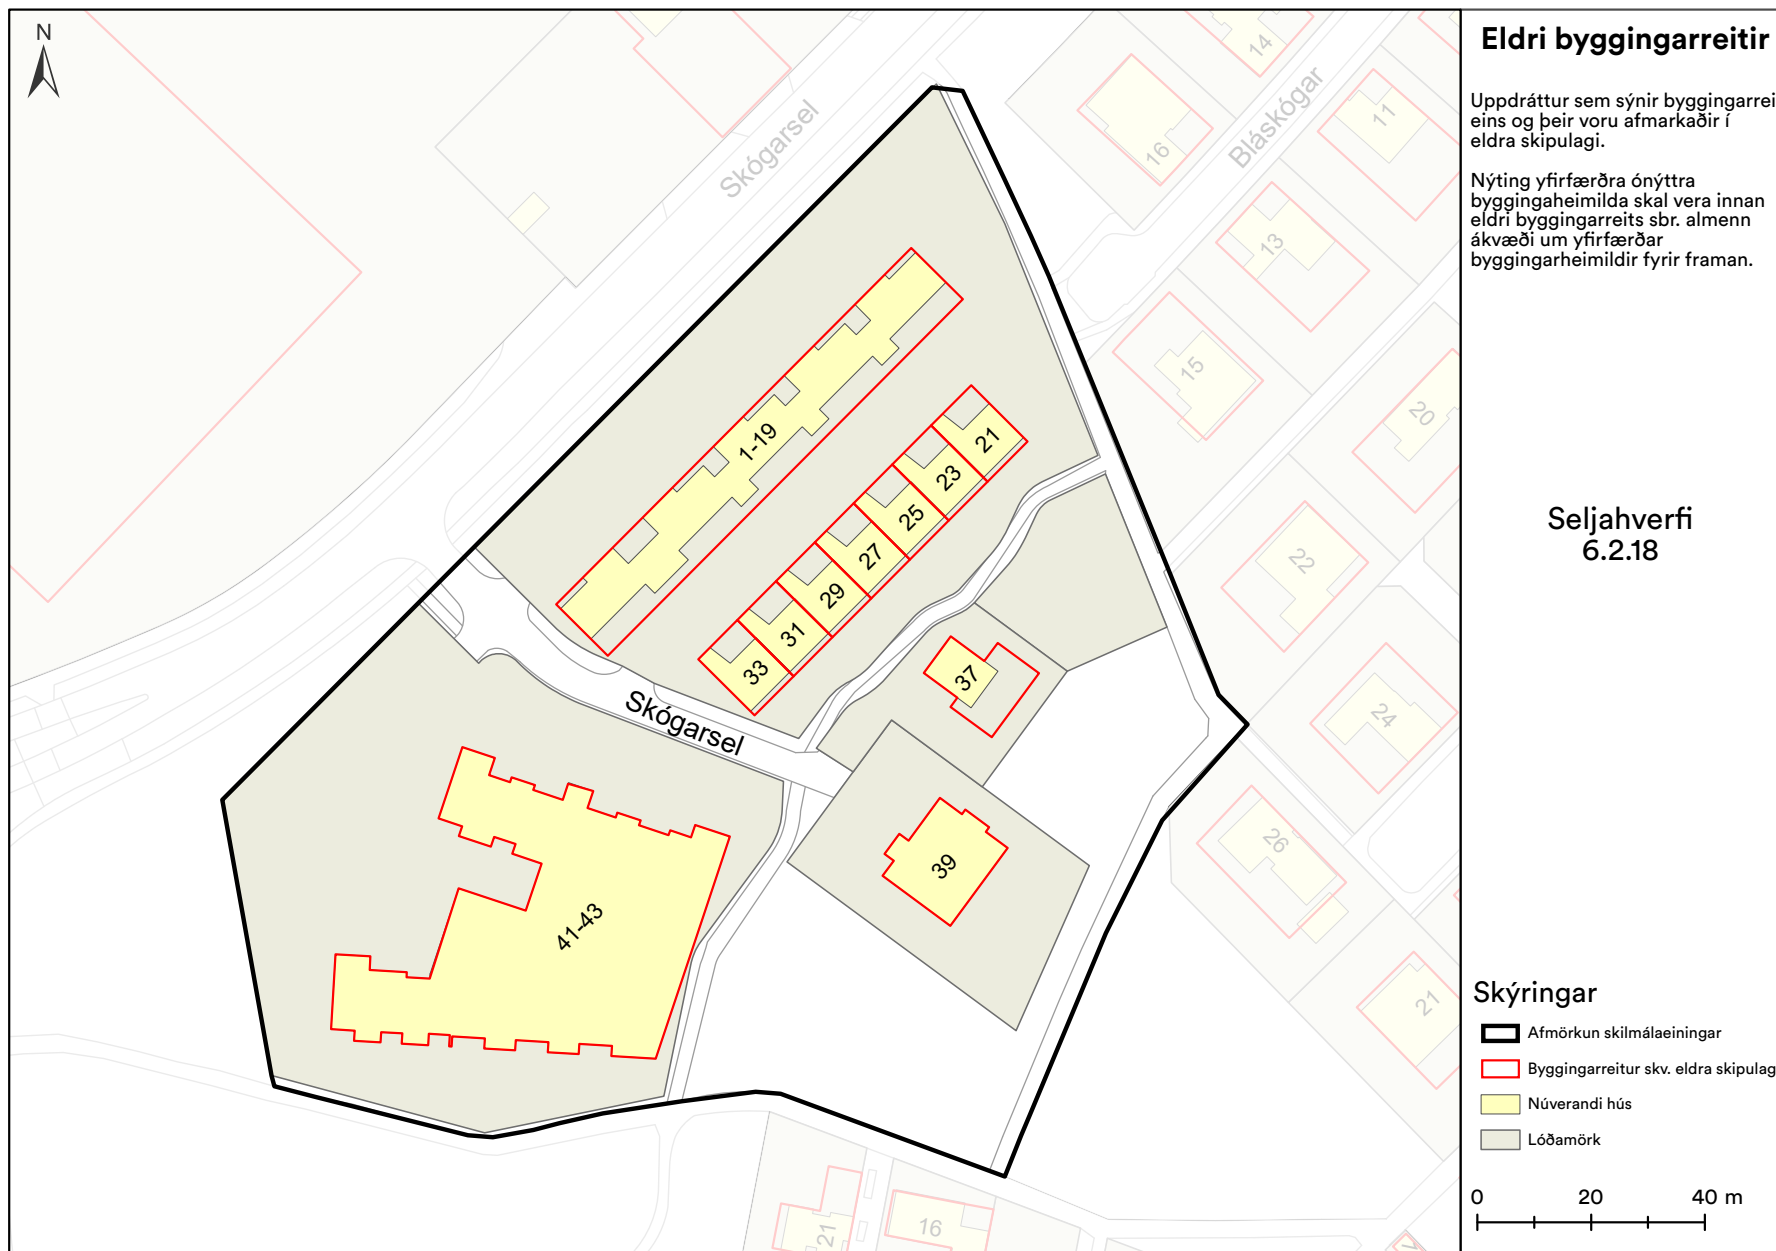 Eldri byggingarreitir
Uppdráttur sem sýnir byggingarrei
eins og þeir voru afmarkaðir í
eldra skipulagi.
Nýting yfirfærðra ónýttra
byggingaheimilda skal vera innan
eldri byggingarreits sbr. almenn
ákvæði um yfirfærðar
byggingarheimildir fyrir framan.
Seljahverfi
6.2.18
Skýringar
Afmörkun skilmálaeiningar
Byggingarreitur skv. eldra skipulag
Núverandi hús
Lóðamörk
0 20 40 m
N
Skógarsel
Bláskógar
14
16
11
13
15
20
22
24
26
21
1-19
21
23
25
27
29
31
33
37
Skógarsel
39
41-43
21
16